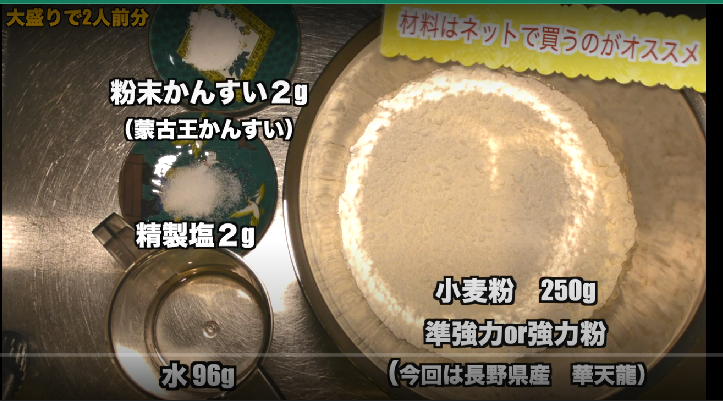 大盛りで2人前分
材料はネットで買うのがオススメ
粉末かんすい2g
(蒙古王かんすい)
精製塩2g
水 96g
小麦粉 250g
準強力or強力粉
(今回は長野県産 華天龍)